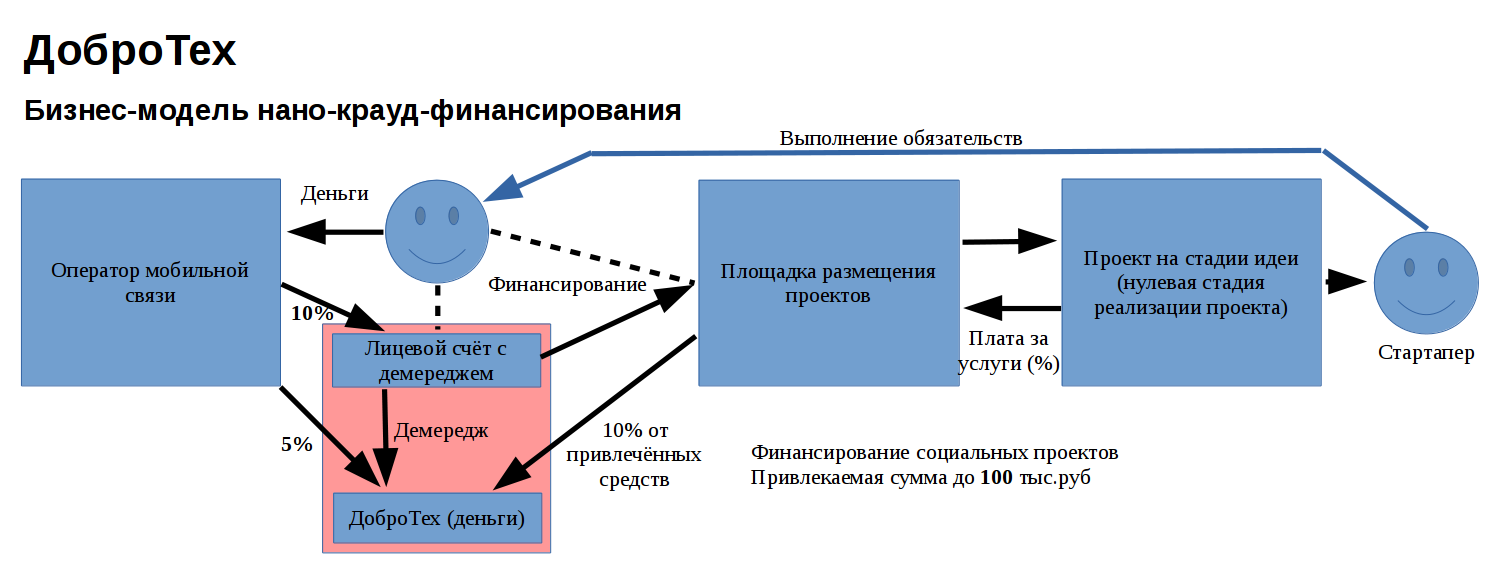 ДоброТех
Бизнес-модель нано-крауд-финансирования
Выполнение обязательств
Деньги
Оператор мобильной
связи
Финансирование
Площадка размещения
проектов
Проект на стадии идеи
(нулевая стадия
реализации проекта)
10%
Лицевой счёт с
демереджем
Плата за
услуги (%)
Стартапер
5%
Демередж
10% от
привлечённых
средств
Финансирование социальных проектов
Привлекаемая сумма до 100 тыс.руб
ДоброТех (деньги)